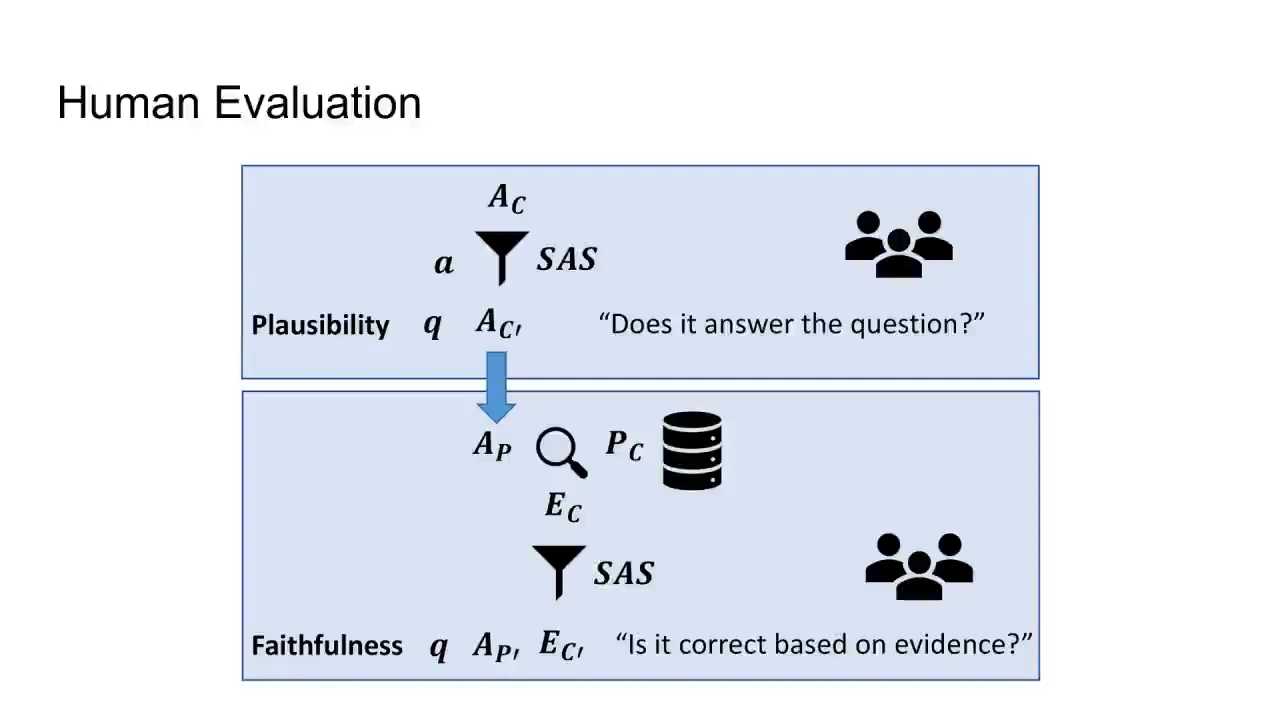 Human Evaluation
A_C
a SAS
Plausibility q A_C′ “Does it answer the question?”
A_P P_C
E_C
SAS
Faithfulness q A_P′ E_C′ “Is it correct based on evidence?”